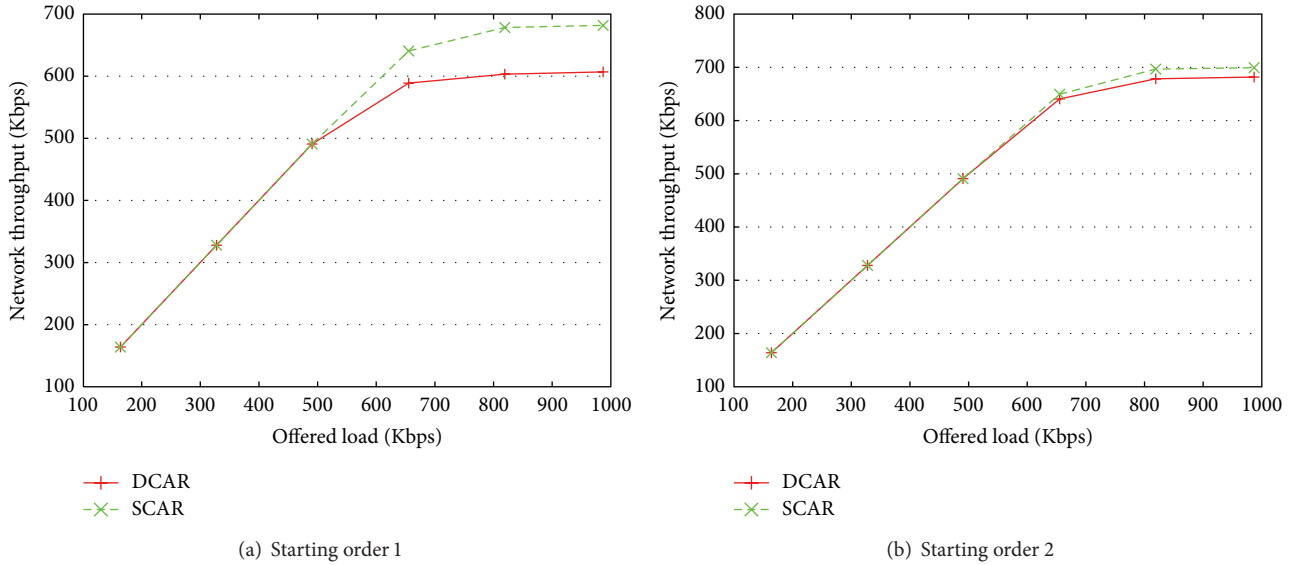 700
600
500
400
300
200
100
Network throughput (Kbps)
100 200 300 400 500 600 700 800 900 1000
Offered load (Kbps)
DCAR
SCAR
(a) Starting order 1
800
700
600
500
400
300
200
100
Network throughput (Kbps)
100 200 300 400 500 600 700 800 900 1000
Offered load (Kbps)
DCAR
SCAR
(b) Starting order 2